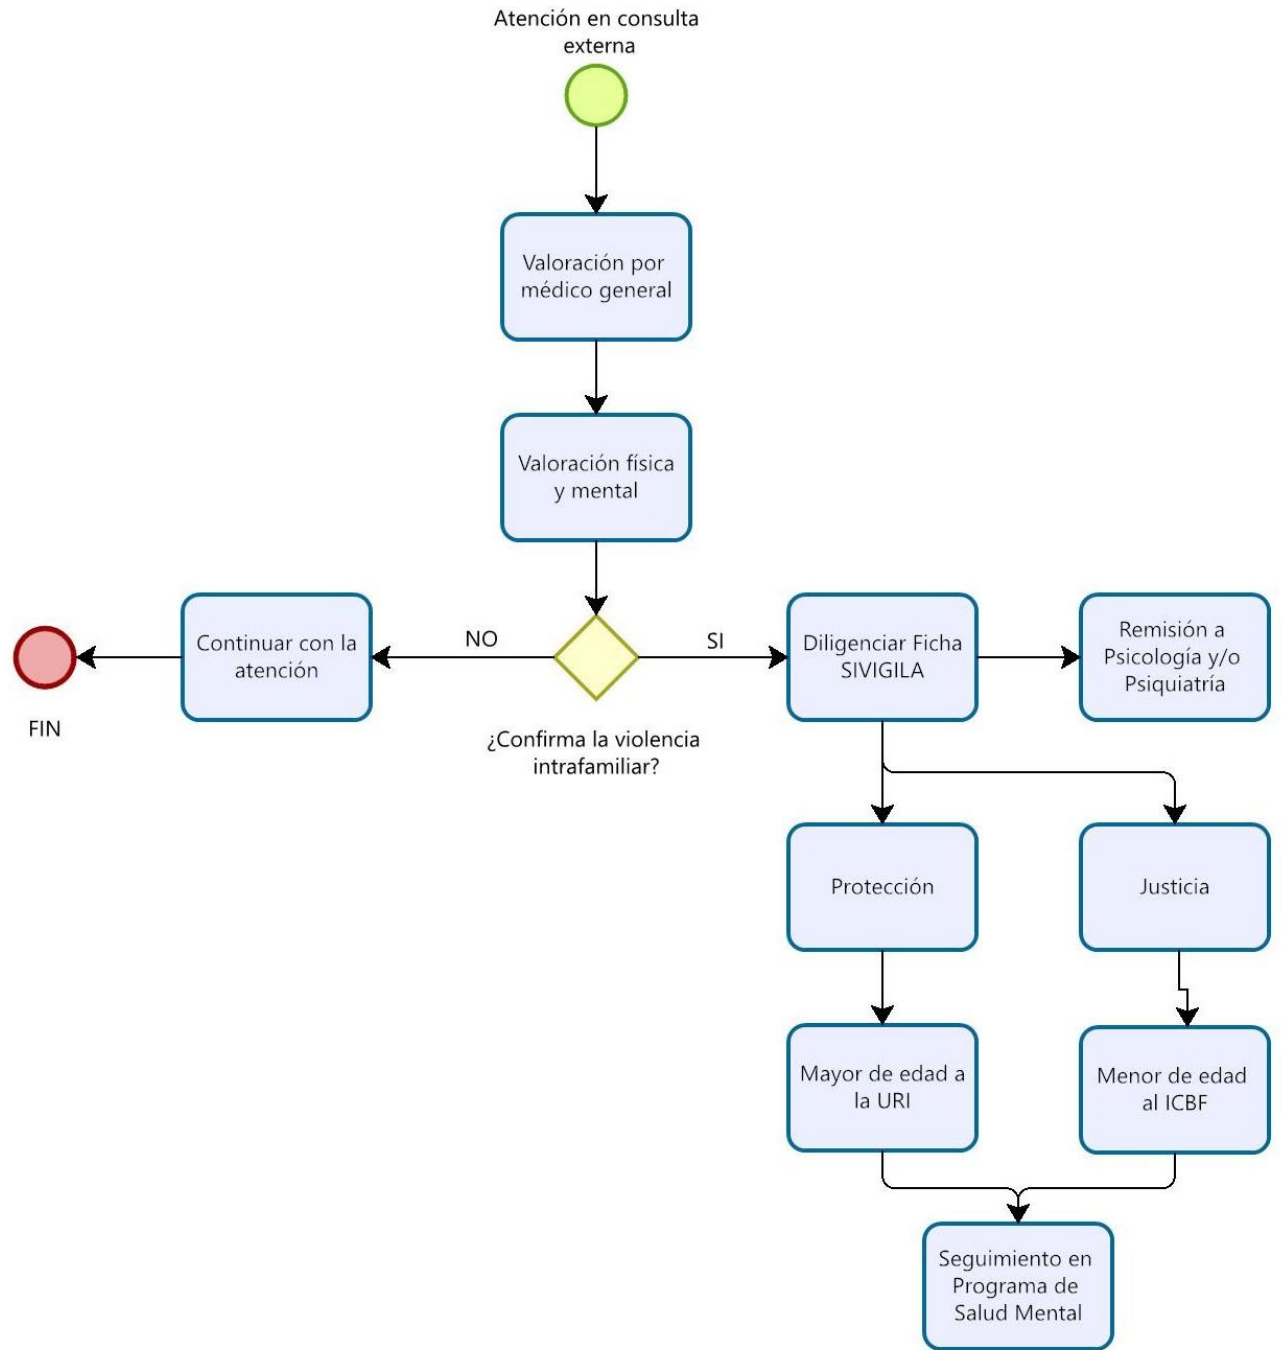 Atención en consulta
externa
Valoración por
médico general
Valoración física
y mental
FIN
Continuar con la
atención
NO
¿Confirma la violencia
intrafamiliar?
SI
Diligenciar Ficha
SIVIGILA
Remisión a
Psicología y/o
Psiquiatría
Protección
Justicia
Mayor de edad a
la URI
Menor de edad
al ICBF
Seguimiento en
Programa de
Salud Mental